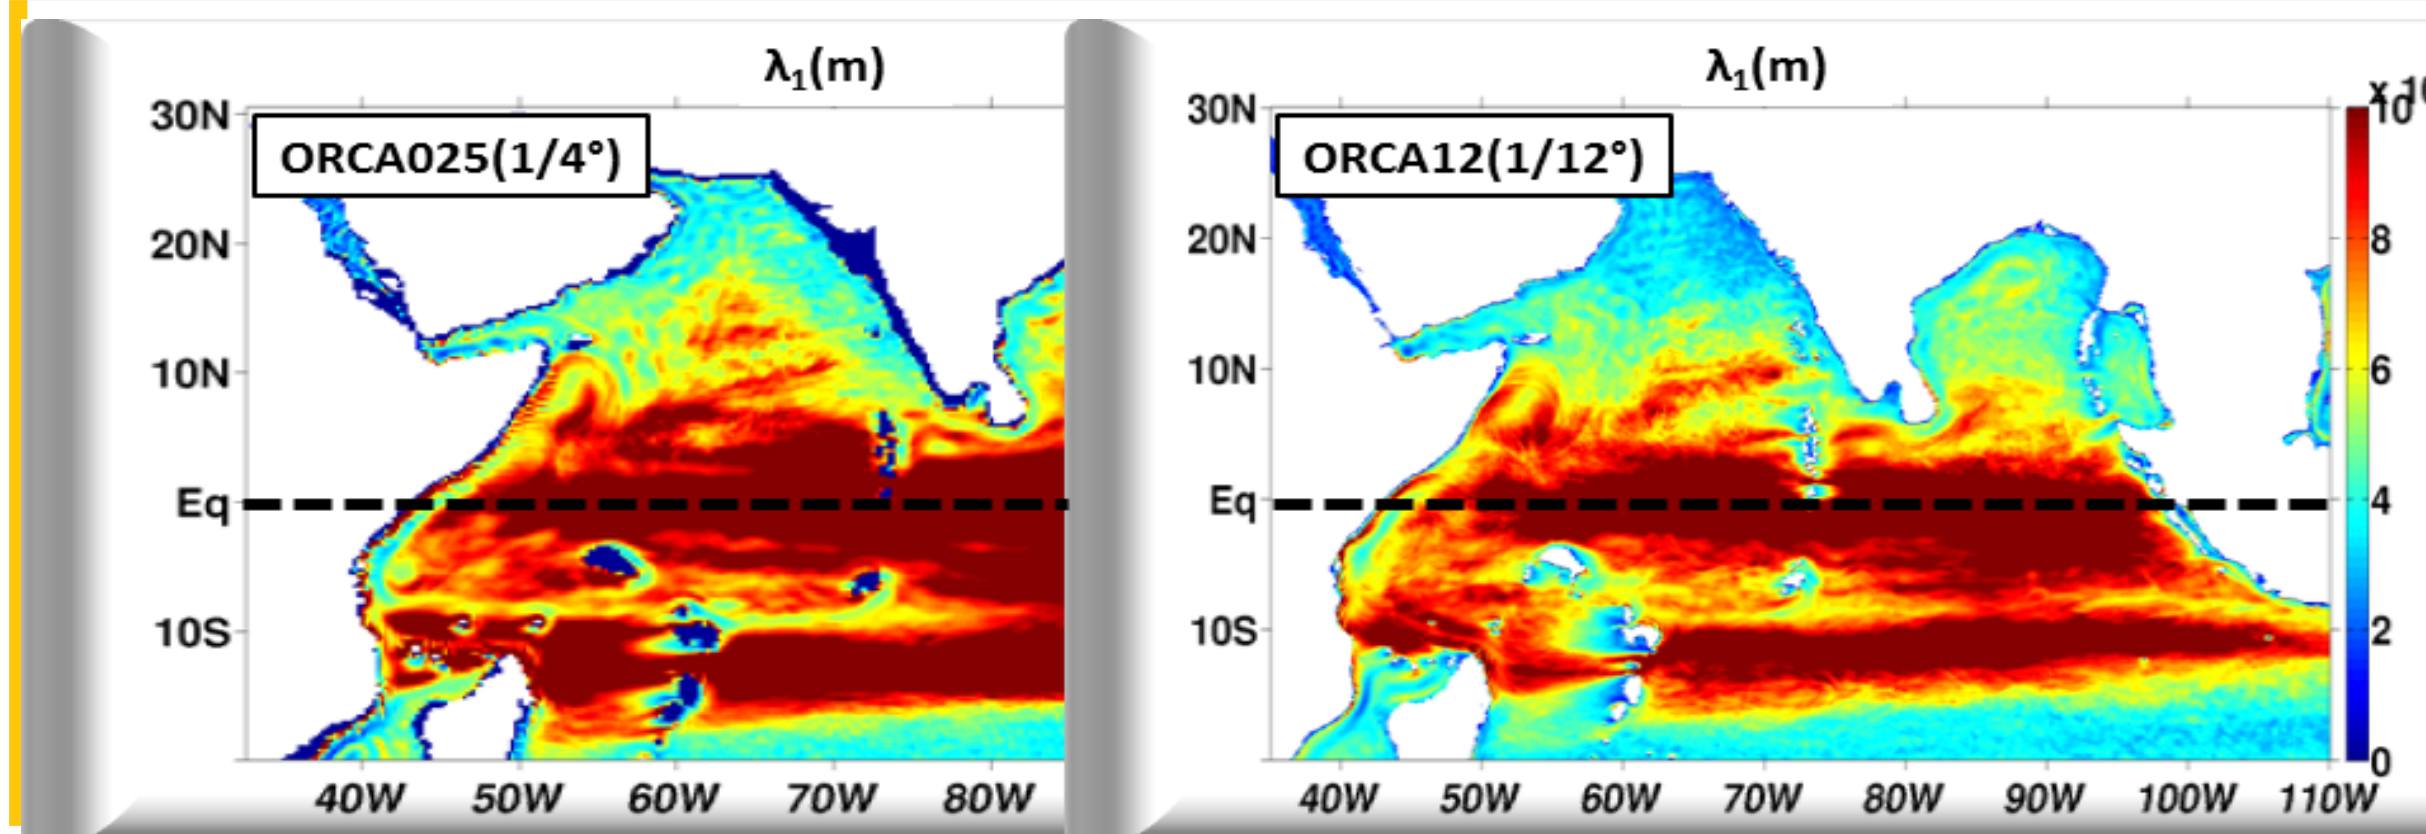 λ₁(m)
ORCA025(1/4°)
30N
20N
10N
Eq
10S
40W 50W 60W 70W 80W
λ₁(m)
ORCA12(1/12°)
30N
20N
10N
Eq
10S
40W 50W 60W 70W 80W 90W 100W 110W
10
8
6
4
2
0